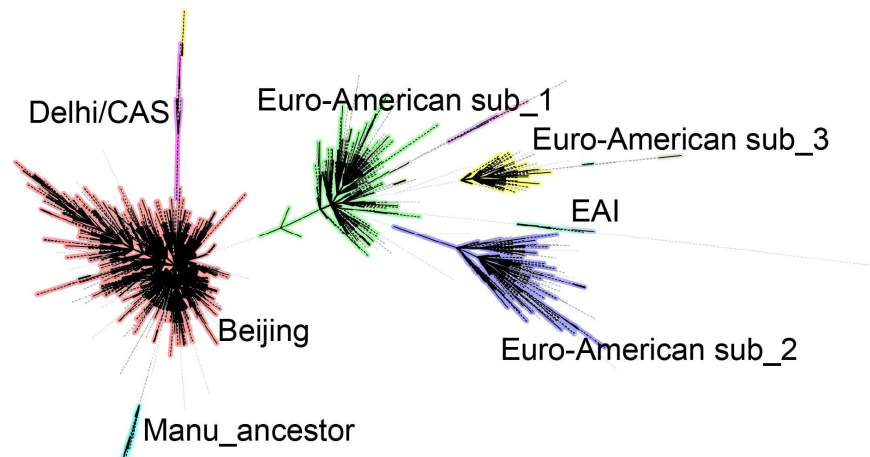 Delhi/CAS
Euro-American sub_1
Euro-American sub_3
EAI
Beijing
Euro-American sub_2
Manu_ancestor